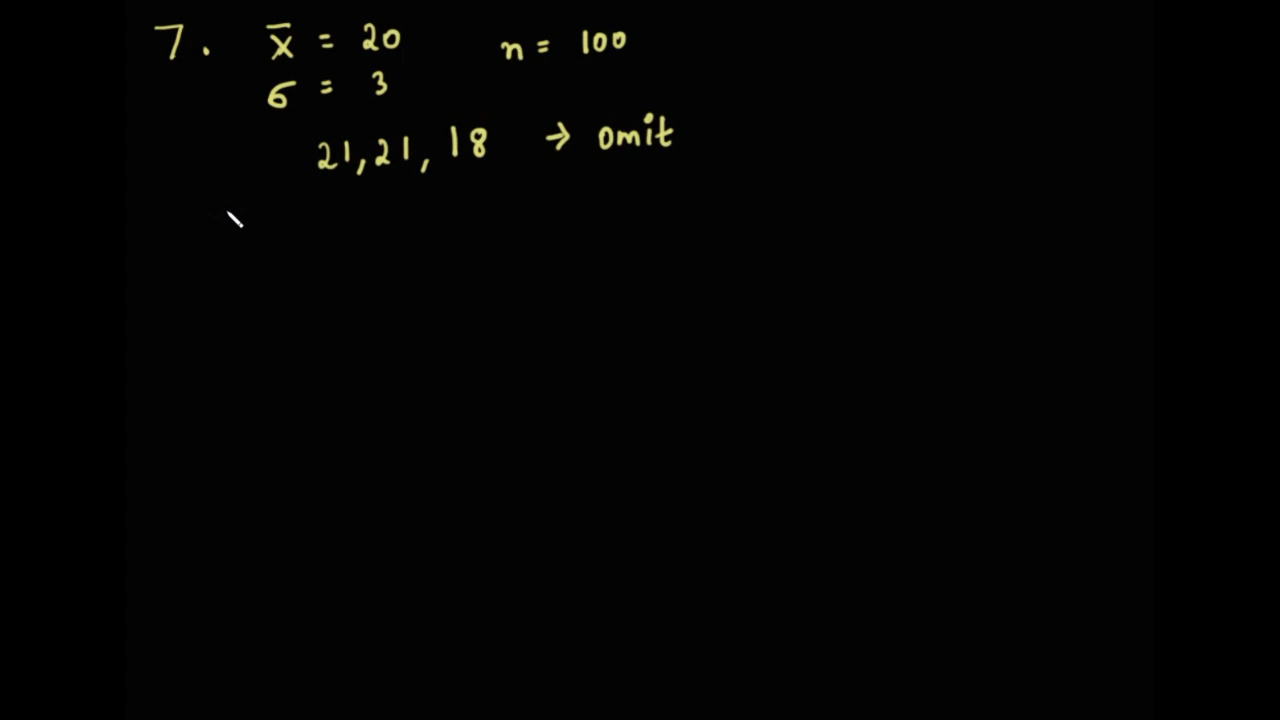 7. x̄ = 20 n = 100
σ = 3
21, 21, 18 → omit